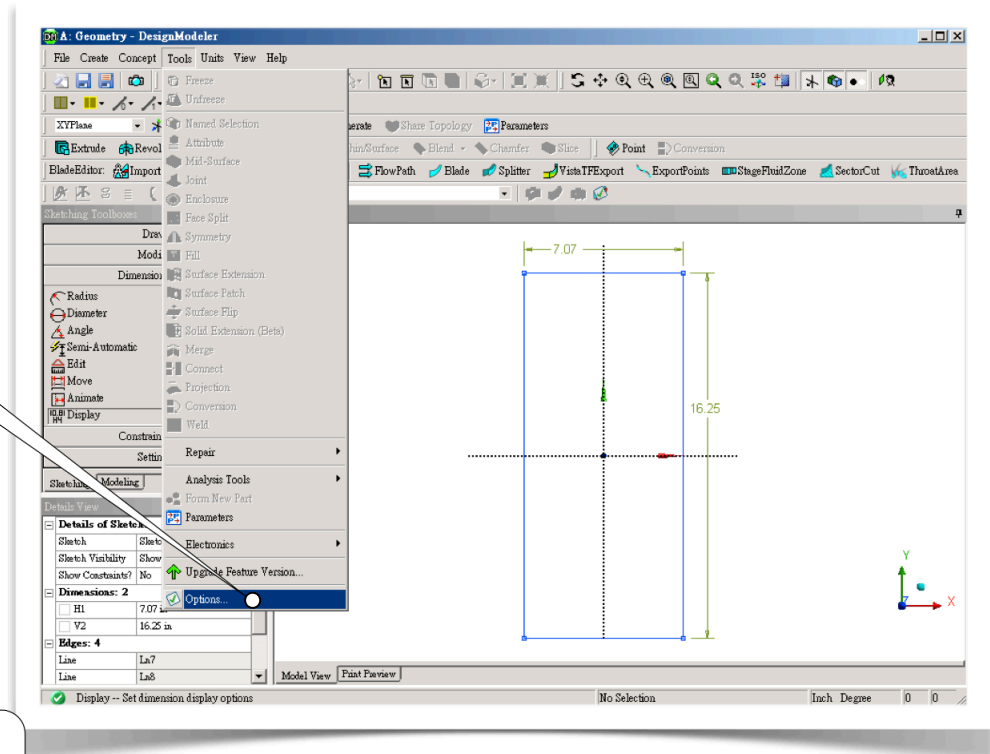 A: Geometry - DesignModeler
File Create Concept Tools Units View Help
XYPlane
erate Share Topology Parameters
Extrude Revol
hin/Surface Blend Chamfer Slice Point Conversion
BladeEditor: Import
FlowPath Blade Splitter VistaTFExport ExportPoints StageFluidZone SectorCut ThroatArea
Sketching Toolboxes
Draw
Modi
Dimension
Radius
Diameter
Angle
Semi-Automatic
Edit
Move
Animate
Display
Constrain
Settin
Sketching Modeling
Details View
Details of Sketch
Sketch Sketc
Sketch Visibility Show
Show Constraints? No
Dimensions: 2
H1 7.07 in
V2 16.25 in
Edges: 4
Line Ln7
Line Ln8
Freeze
Unfreeze
Named Selection
Attribute
Mid-Surface
Joint
Enclosure
Face Split
Symmetry
Fill
Surface Extension
Surface Patch
Surface Flip
Solid Extension (Beta)
Merge
Connect
Projection
Conversion
Weld
Repair
Analysis Tools
Form New Part
Parameters
Electronics
Upgrade Feature Version...
Options...
7.07
16.25
Y
Z X
Model View Print Preview
Display -- Set dimension display options No Selection Inch Degree 0 0